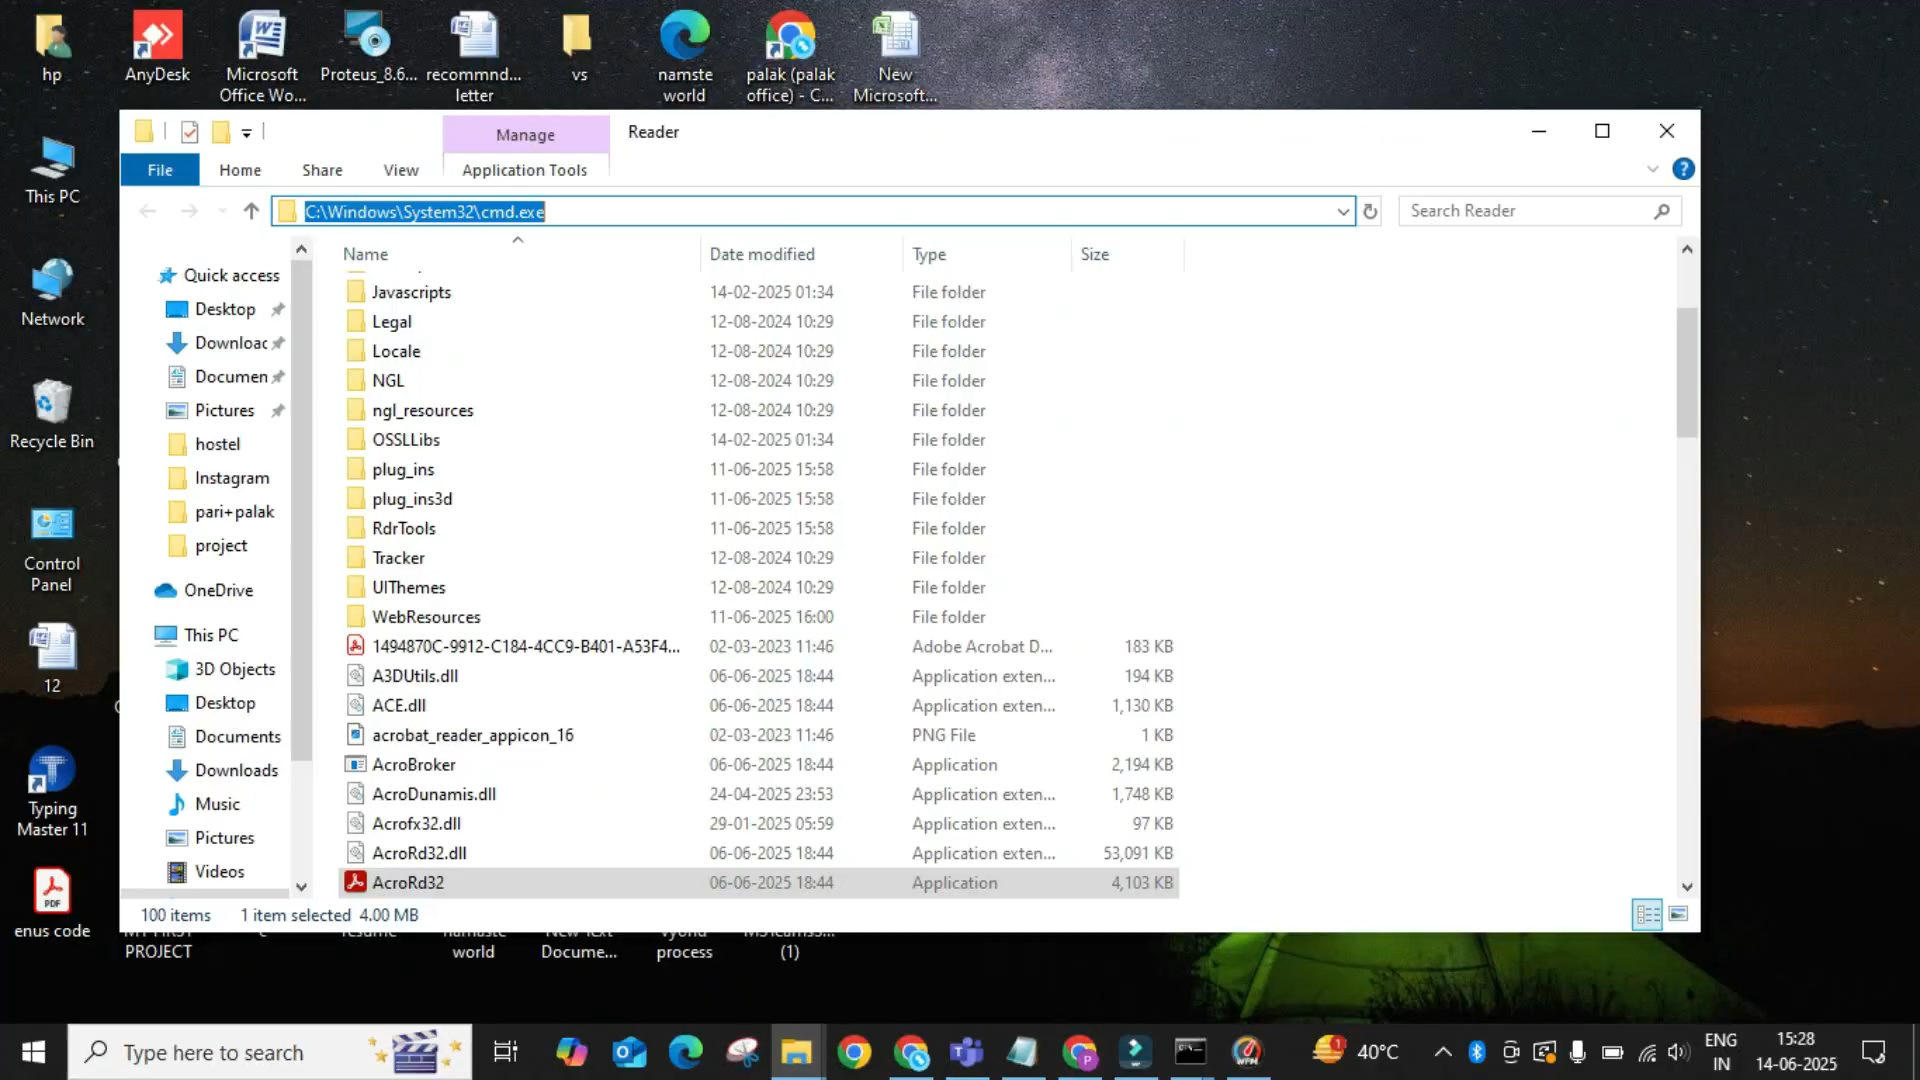 hp
AnyDesk
Microsoft
Office Wo...
Proteus_8.6...
recommnd...
letter
vs
namste
world
palak (palak
office) - C...
New
Microsoft...
Manage
Reader
File
Home
Share
View
Application Tools
C:\Windows\System32\cmd.exe
Search Reader
Name
Date modified
Type
Size
This PC
Network
Recycle Bin
Control
Panel
12
Typing
Master 11
PDF
enus code
Quick access
Desktop
Downloac
Documen
Pictures
hostel
Instagram
pari+palak
project
OneDrive
This PC
3D Objects
Desktop
Documents
Downloads
Music
Pictures
Videos
Javascripts 14-02-2025 01:34 File folder
Legal 12-08-2024 10:29 File folder
Locale 12-08-2024 10:29 File folder
NGL 12-08-2024 10:29 File folder
ngl_resources 12-08-2024 10:29 File folder
OSSLLibs 14-02-2025 01:34 File folder
plug_ins 11-06-2025 15:58 File folder
plug_ins3d 11-06-2025 15:58 File folder
RdrTools 11-06-2025 15:58 File folder
Tracker 12-08-2024 10:29 File folder
UIThemes 12-08-2024 10:29 File folder
WebResources 11-06-2025 16:00 File folder
1494870C-9912-C184-4CC9-B401-A53F4... 02-03-2023 11:46 Adobe Acrobat D... 183 KB
A3DUtils.dll 06-06-2025 18:44 Application exten... 194 KB
ACE.dll 06-06-2025 18:44 Application exten... 1,130 KB
acrobat_reader_appicon_16 02-03-2023 11:46 PNG File 1 KB
AcroBroker 06-06-2025 18:44 Application 2,194 KB
AcroDunamis.dll 24-04-2025 23:53 Application exten... 1,748 KB
Acrofx32.dll 29-01-2025 05:59 Application exten... 97 KB
AcroRd32.dll 06-06-2025 18:44 Application exten... 53,091 KB
AcroRd32 06-06-2025 18:44 Application 4,103 KB
100 items 1 item selected 4.00 MB
MY FIRST
PROJECT
resume
namaste
world
New Text
Docume...
vyond
process
(1)
Type here to search
1
40°C
ENG
IN
15:28
14-06-2025